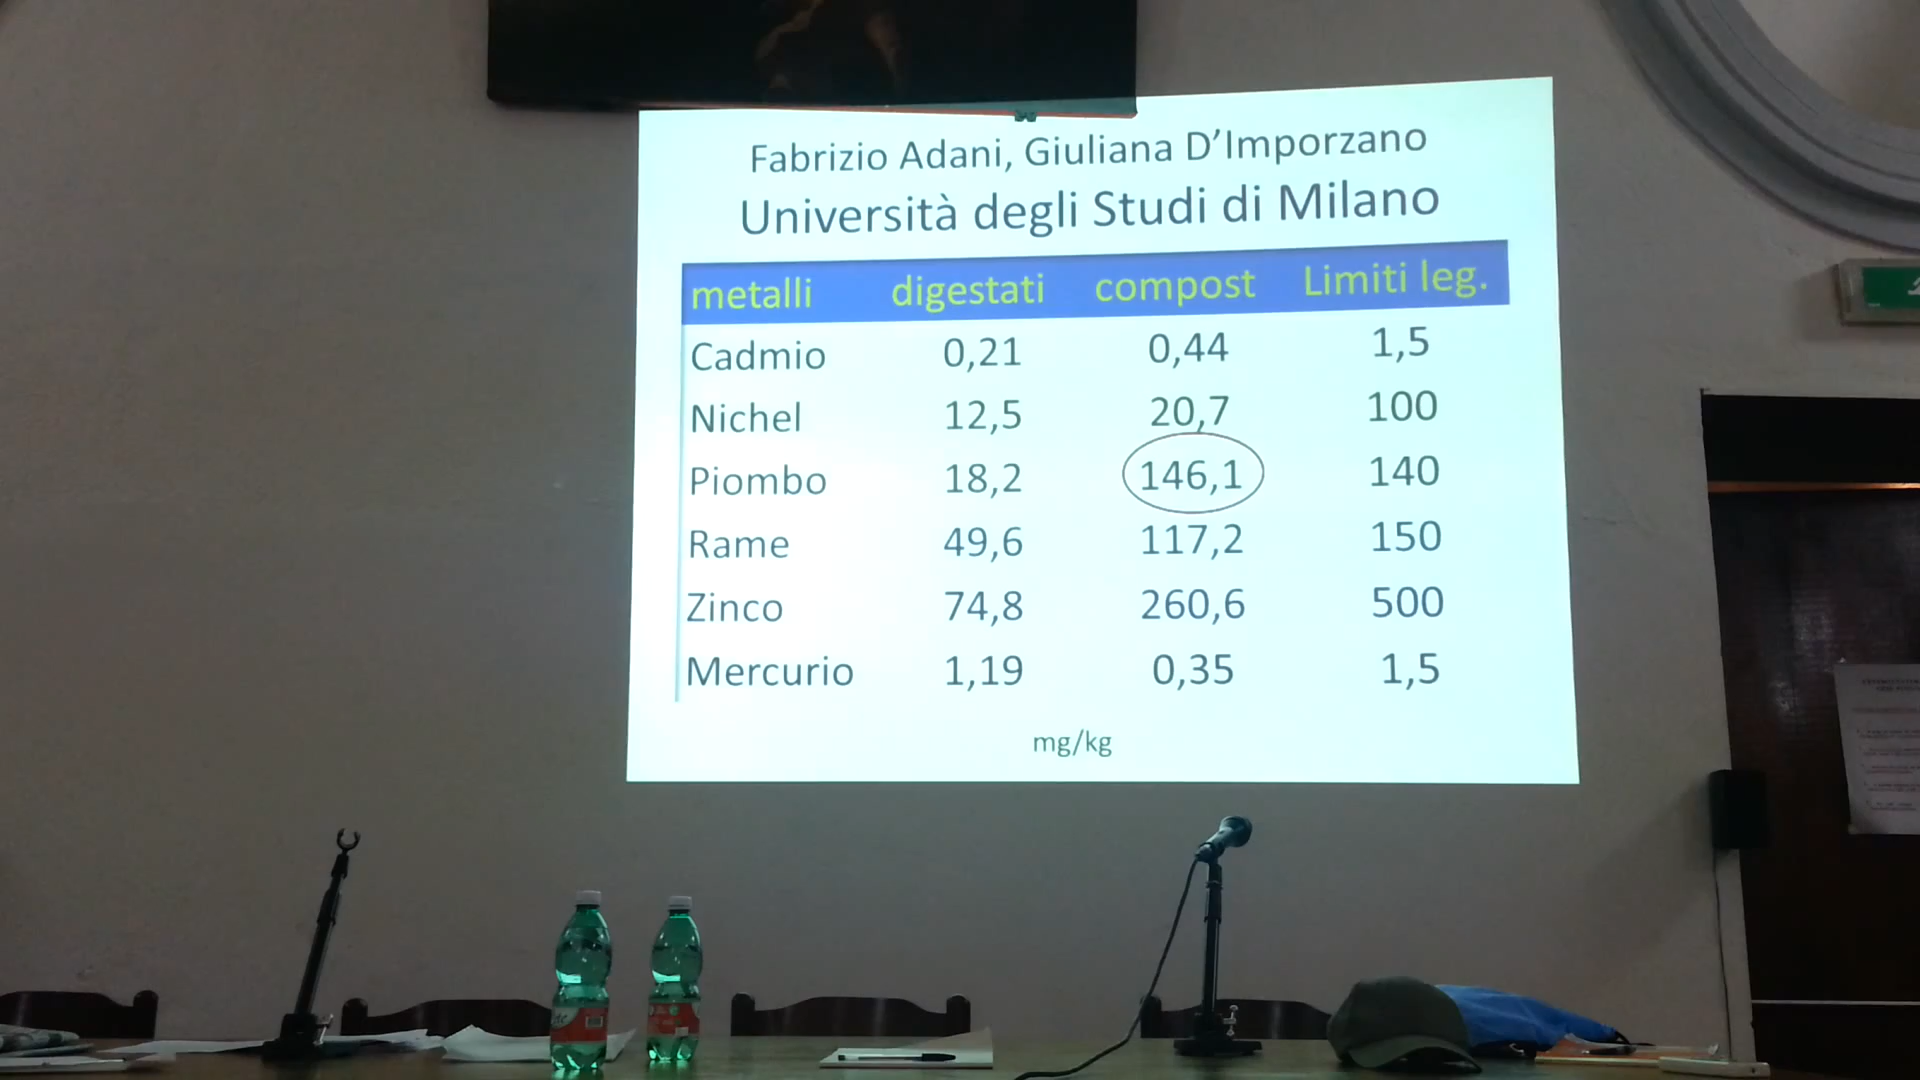 Fabrizio Adani, Giuliana D'Imporzano
Università degli Studi di Milano
metalli digestati compost Limiti leg.
Cadmio 0,21 0,44 1,5
Nichel 12,5 20,7 100
Piombo 18,2 146,1 140
Rame 49,6 117,2 150
Zinco 74,8 260,6 500
Mercurio 1,19 0,35 1,5
mg/kg